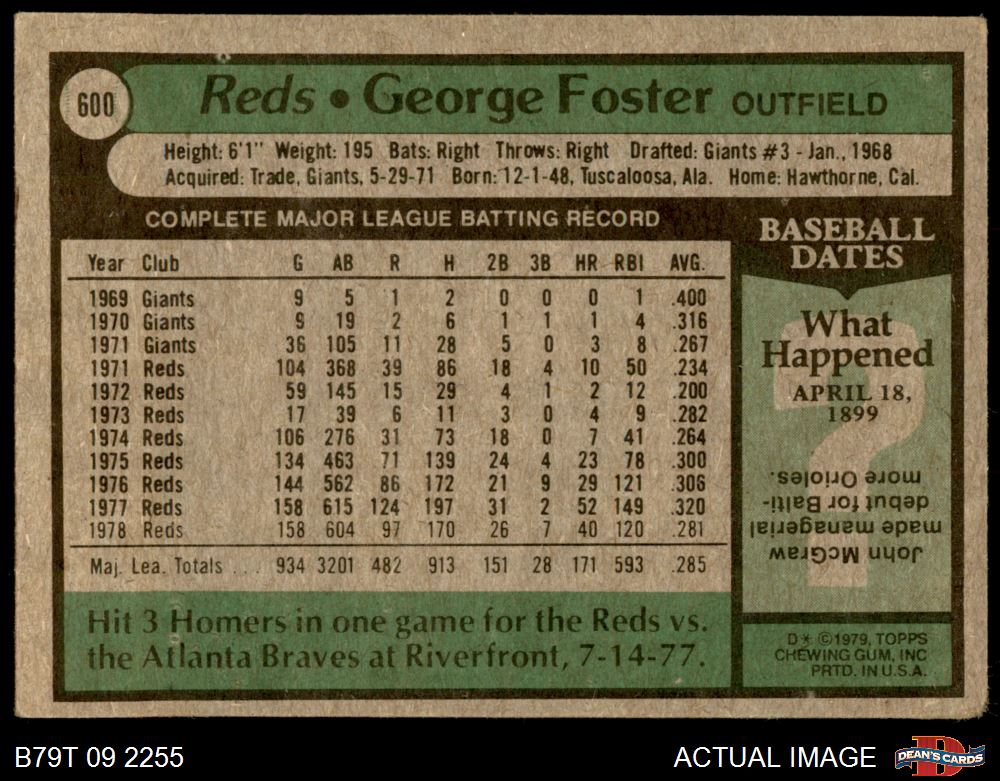 600
Reds • George Foster OUTFIELD
Height: 6'1" Weight: 195 Bats: Right Throws: Right Drafted: Giants #3 - Jan., 1968
Acquired: Trade, Giants, 5-29-71 Born: 12-1-48, Tuscaloosa, Ala. Home: Hawthorne, Cal.
COMPLETE MAJOR LEAGUE BATTING RECORD
Year Club G AB R H 2B 3B HR RBI AVG.
1969 Giants 9 5 1 2 0 0 0 1 .400
1970 Giants 9 19 2 6 1 1 1 4 .316
1971 Giants 36 105 11 28 5 0 3 8 .267
1971 Reds 104 368 39 86 18 4 10 50 .234
1972 Reds 59 145 15 29 4 1 2 12 .200
1973 Reds 17 39 6 11 3 0 4 9 .282
1974 Reds 106 276 31 73 18 0 7 41 .264
1975 Reds 134 463 71 139 24 4 23 78 .300
1976 Reds 144 562 86 172 21 9 29 121 .306
1977 Reds 158 615 124 197 31 2 52 149 .320
1978 Reds 158 604 97 170 26 7 40 120 .281
Maj. Lea. Totals . . . 934 3201 482 913 151 28 171 593 .285
Hit 3 Homers in one game for the Reds vs.
the Atlanta Braves at Riverfront, 7-14-77.
BASEBALL
DATES
What
Happened
APRIL 18,
1899
?
John McGraw
made managerial
debut for Balti-
more Orioles.
D* ©1979, TOPPS
CHEWING GUM, INC
PRTD. IN U.S.A.
B79T 09 2255
ACTUAL IMAGE
D
DEAN'S CARDS